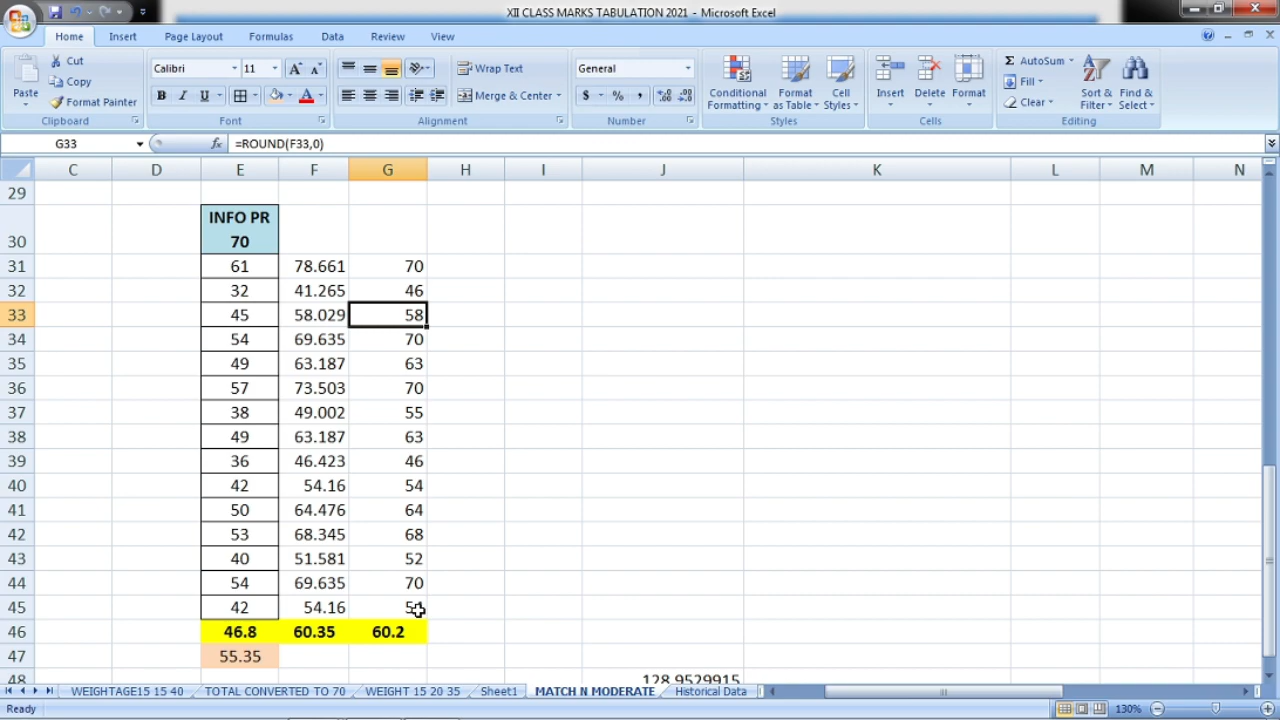 XII CLASS MARKS TABULATION 2021 - Microsoft Excel
Home Insert Page Layout Formulas Data Review View
Paste Cut Copy Format Painter Clipboard
Calibri 11 B I U A Font
Wrap Text Merge & Center Alignment
General $ % , Number
Conditional Formatting Format as Table Cell Styles Styles
Insert Delete Format Cells
Σ AutoSum Fill Clear Sort & Filter Find & Select Editing
G33 fx =ROUND(F33,0)
C D E F G H I J K L M N
29
30 INFO PR 70
31 61 78.661 70
32 32 41.265 46
33 45 58.029 58
34 54 69.635 70
35 49 63.187 63
36 57 73.503 70
37 38 49.002 55
38 49 63.187 63
39 36 46.423 46
40 42 54.16 54
41 50 64.476 64
42 53 68.345 68
43 40 51.581 52
44 54 69.635 70
45 42 54.16
46 46.8 60.35 60.2
47 55.35
48 128.9529915
WEIGHTAGE15 15 40 TOTAL CONVERTED TO 70 WEIGHT 15 20 35 Sheet1 MATCH N MODERATE Historical Data
Ready 130%